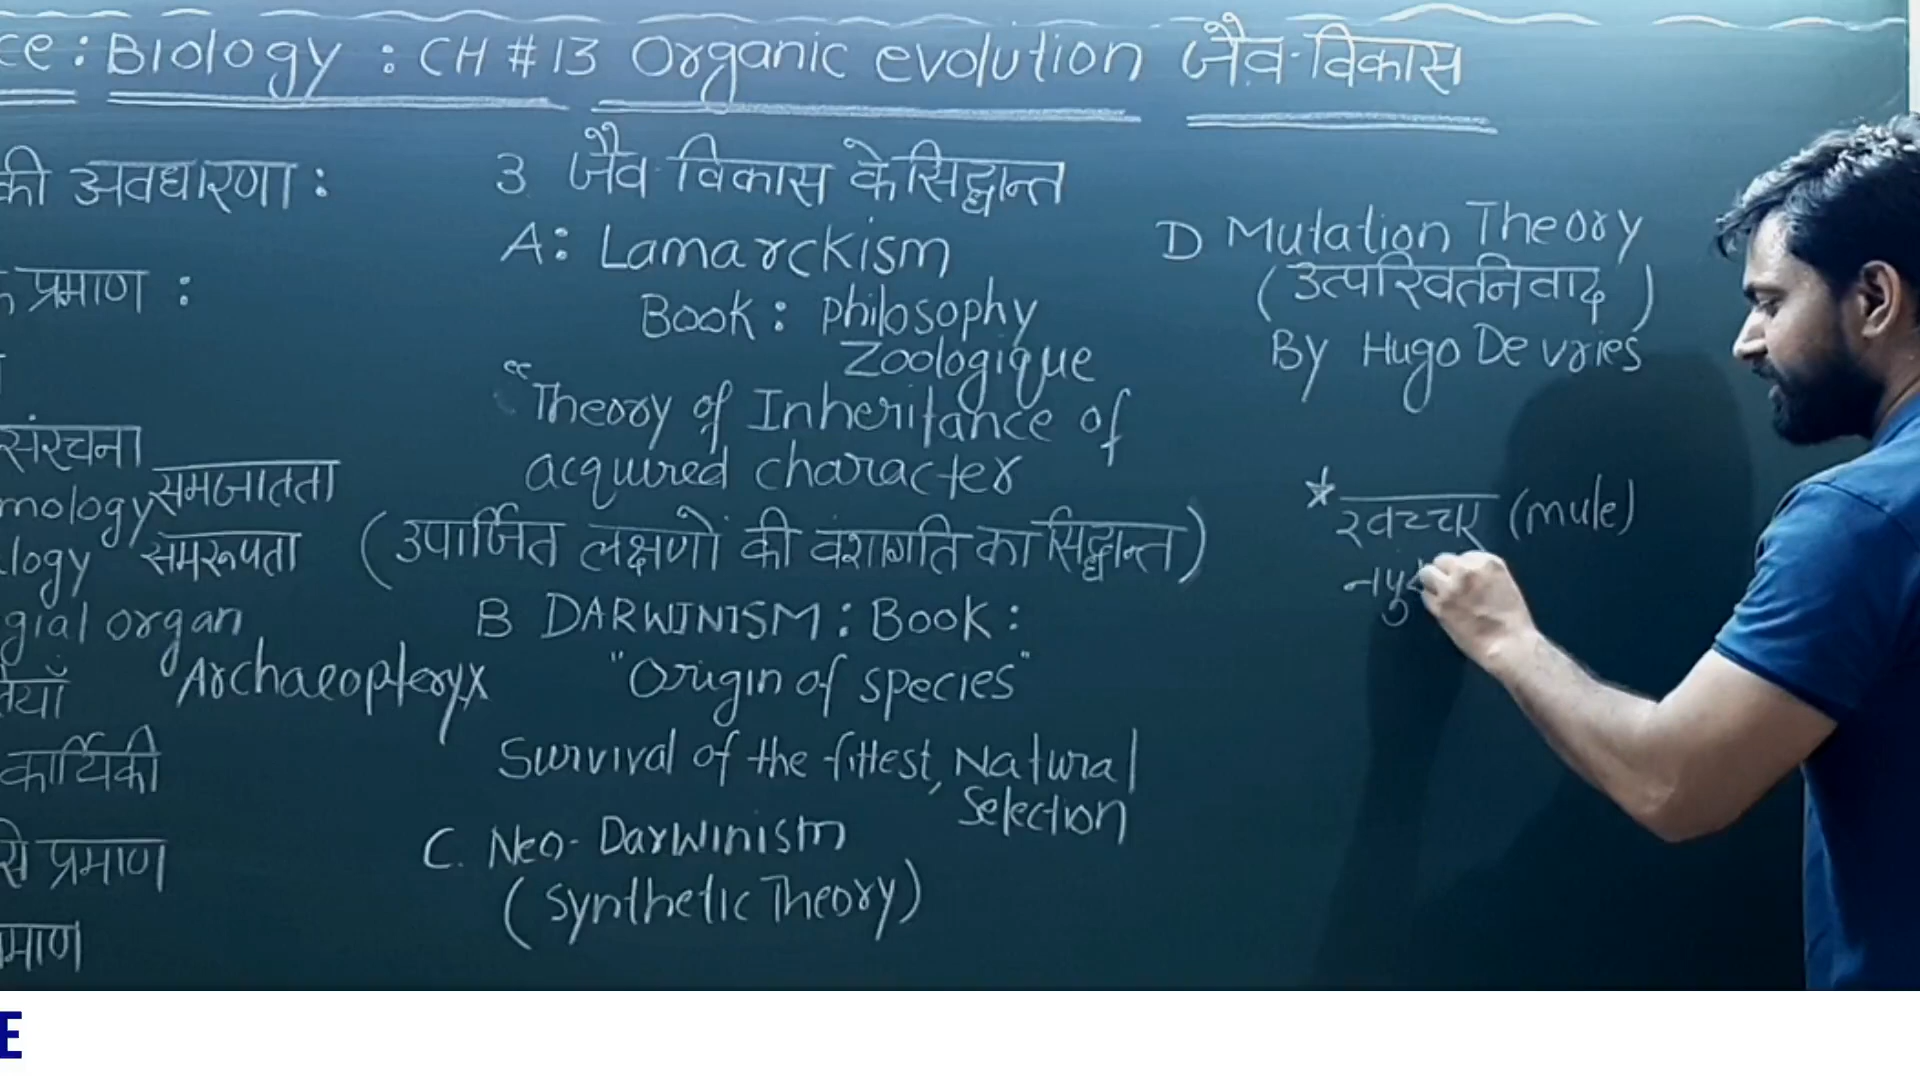 ce : Biology : CH # 13 Organic evolution जैव-विकास
की अवधारणा :
प्रमाण :
संरचना
mology समजातता
logy समरूपता
gial organ
Archaeopteryx
तियाँ
कार्यिकी
से प्रमाण
माण
3 जैव विकास के सिद्धान्त
A: Lamarckism
Book : philosophy
Zoologique
"Theory of Inheritance of
acquired character
(उपार्जित लक्षणों की वंशागति का सिद्धान्त)
B DARWINISM : Book :
"Origin of species"
Survival of the fittest, Natural
Selection
C. Neo-Darwinism
(Synthetic Theory)
D Mutation Theory
(उत्परिवर्तनवाद)
By Hugo De vries
* खच्चर (mule)
नपु
E